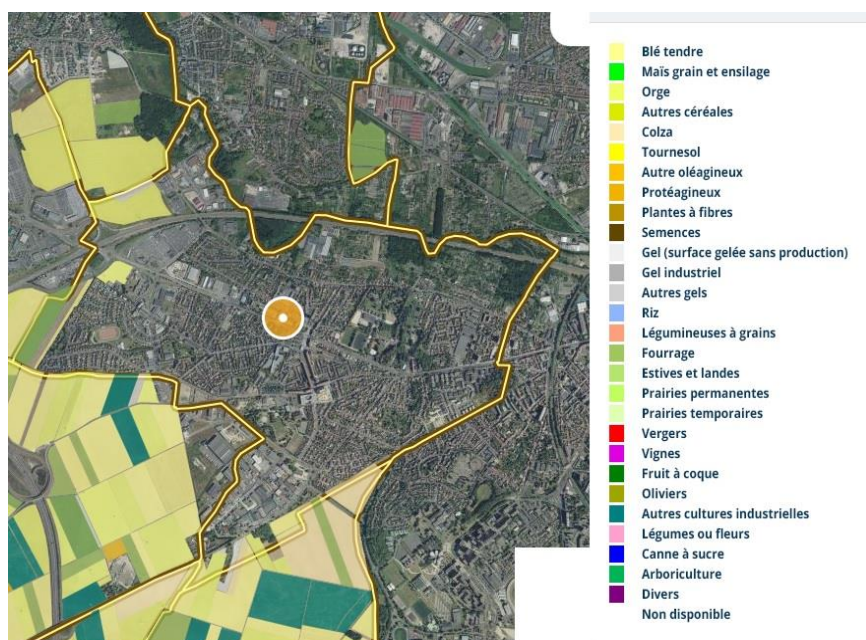 Blé tendre
Maïs grain et ensilage
Orge
Autres céréales
Colza
Tournesol
Autre oléagineux
Protéagineux
Plantes à fibres
Semences
Gel (surface gelée sans production)
Gel industriel
Autres gels
Riz
Légumineuses à grains
Fourrage
Estives et landes
Prairies permanentes
Prairies temporaires
Vergers
Vignes
Fruit à coque
Oliviers
Autres cultures industrielles
Légumes ou fleurs
Canne à sucre
Arboriculture
Divers
Non disponible